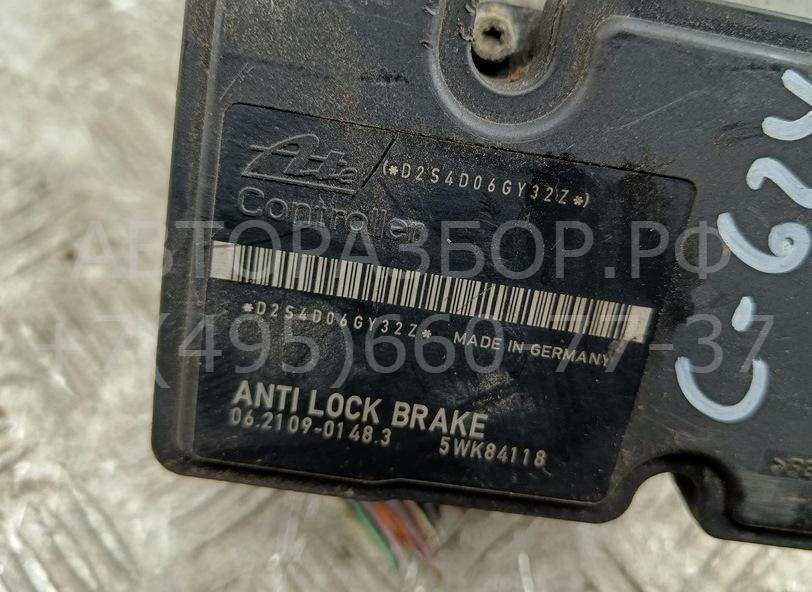 Ate
(*D2S4D06GY32Z*)
Controller
АВТОРАЗБОР.РФ
*D2S4D06GY32Z*
MADE IN GERMANY
+7(495)660-77-37
ANTI LOCK BRAKE
06.2109-0148.3
5WK84118